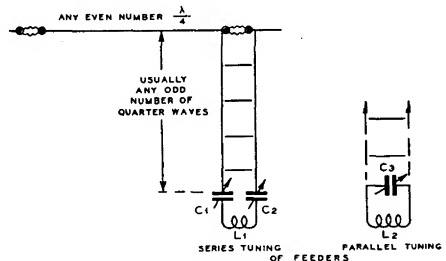 ANY EVEN NUMBER λ/4
USUALLY
ANY ODD
NUMBER OF
QUARTER WAVES
C1
C2
L1
C3
L2
SERIES TUNING
PARALLEL TUNING
OF FEEDERS